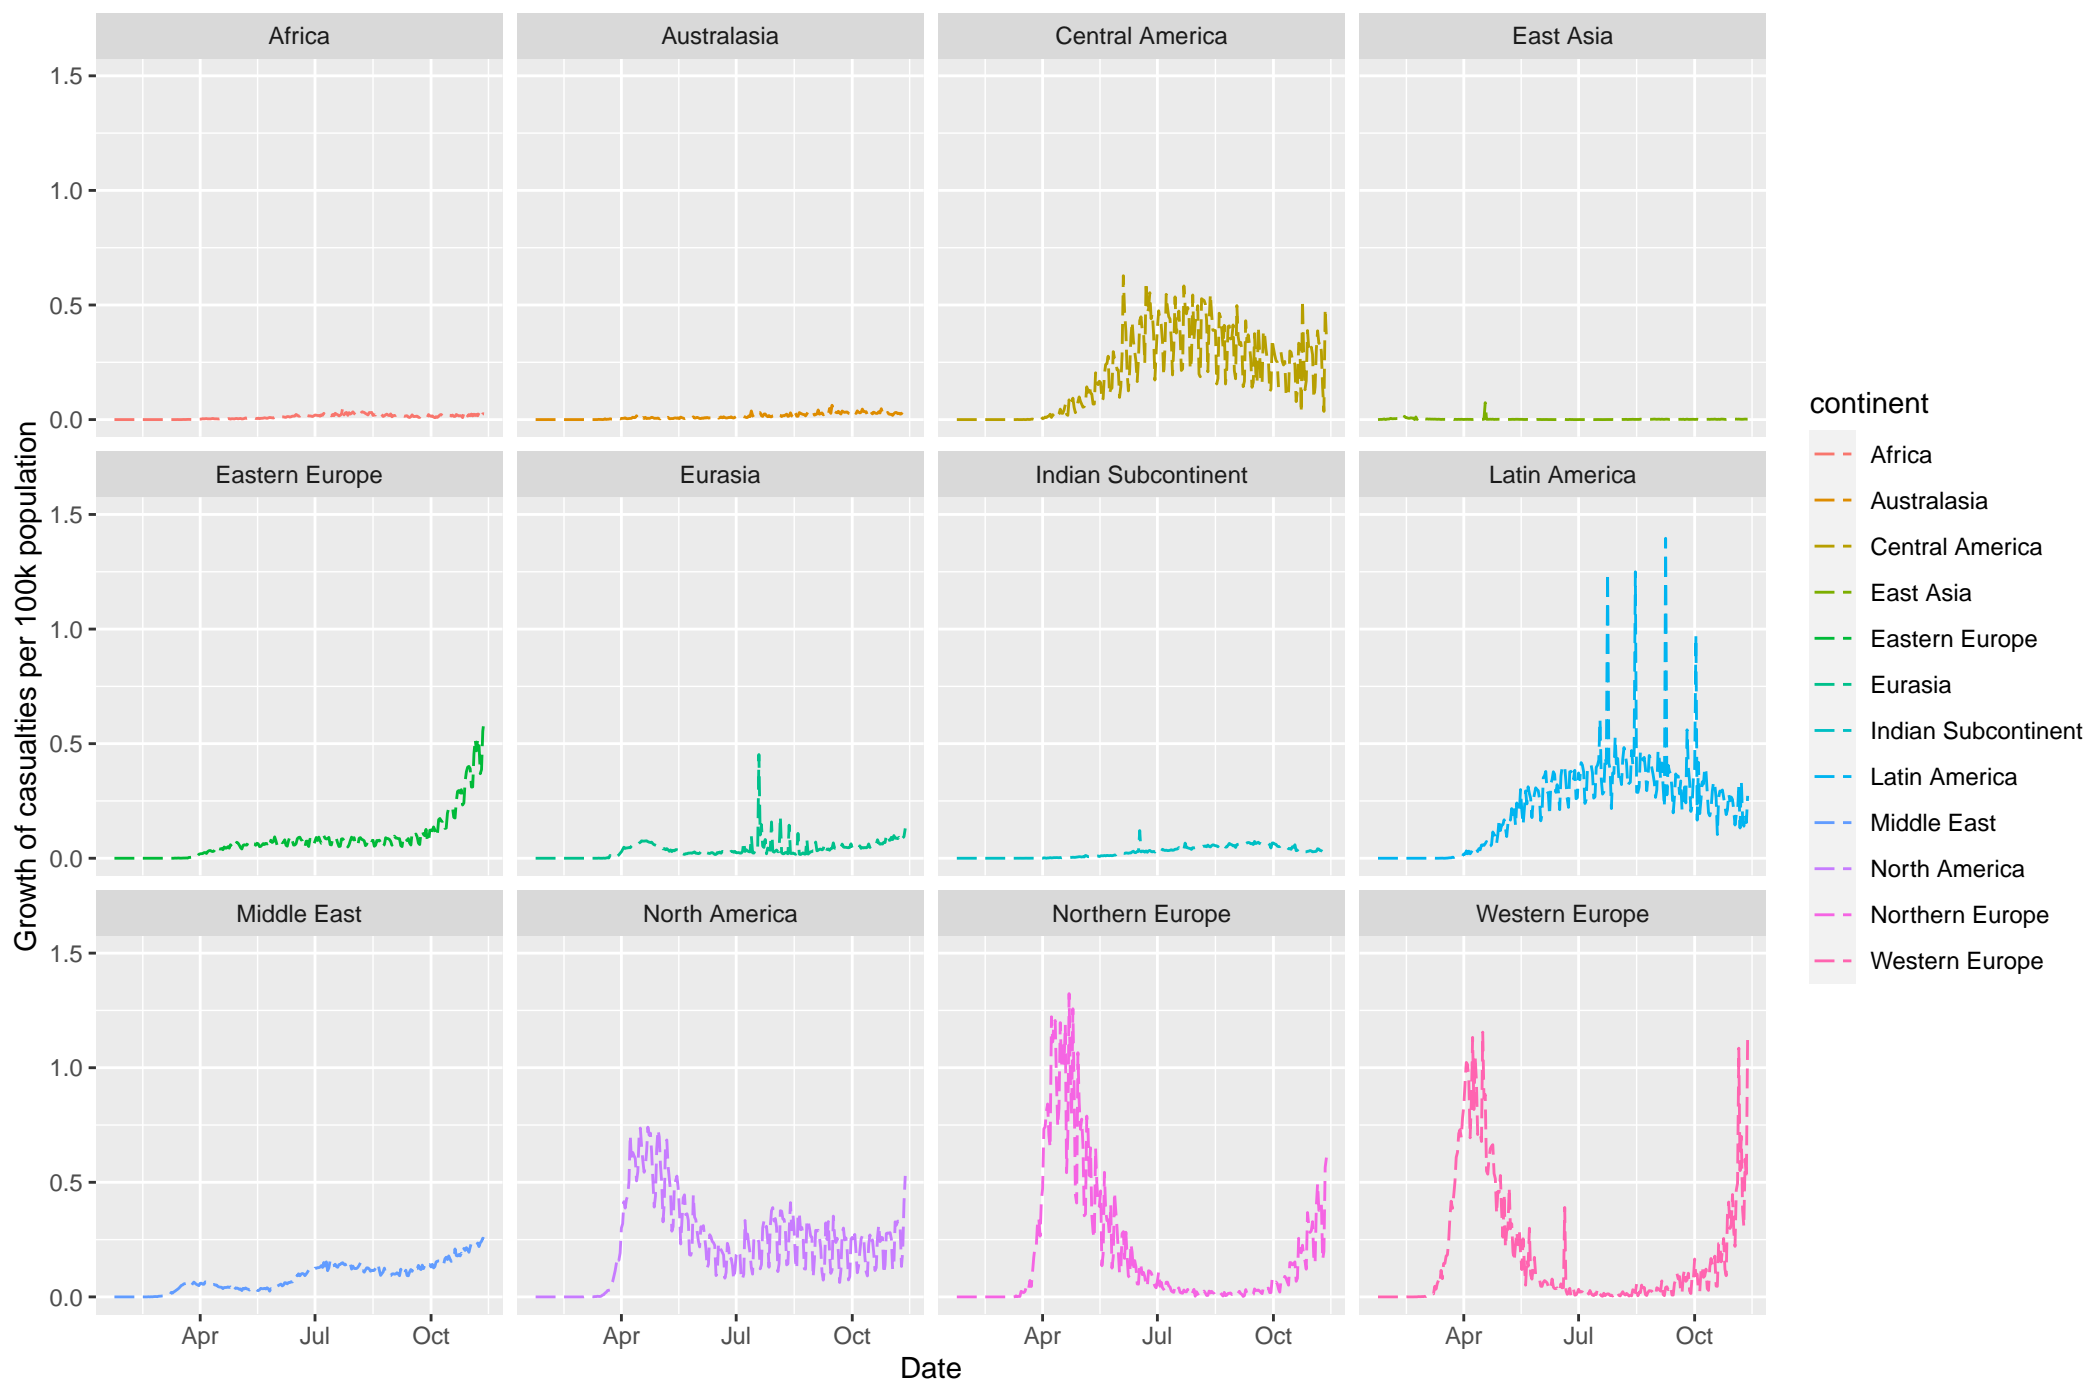 Africa
Australasia
Central America
East Asia
1.5
1.0
0.5
0.0
Eastern Europe
Eurasia
Indian Subcontinent
Latin America
1.5
1.0
0.5
0.0
Middle East
North America
Northern Europe
Western Europe
1.5
1.0
0.5
0.0
Apr Jul Oct
Apr Jul Oct
Apr Jul Oct
Apr Jul Oct
Date
Growth of casualties per 100k population
continent
Africa
Australasia
Central America
East Asia
Eastern Europe
Eurasia
Indian Subcontinent
Latin America
Middle East
North America
Northern Europe
Western Europe